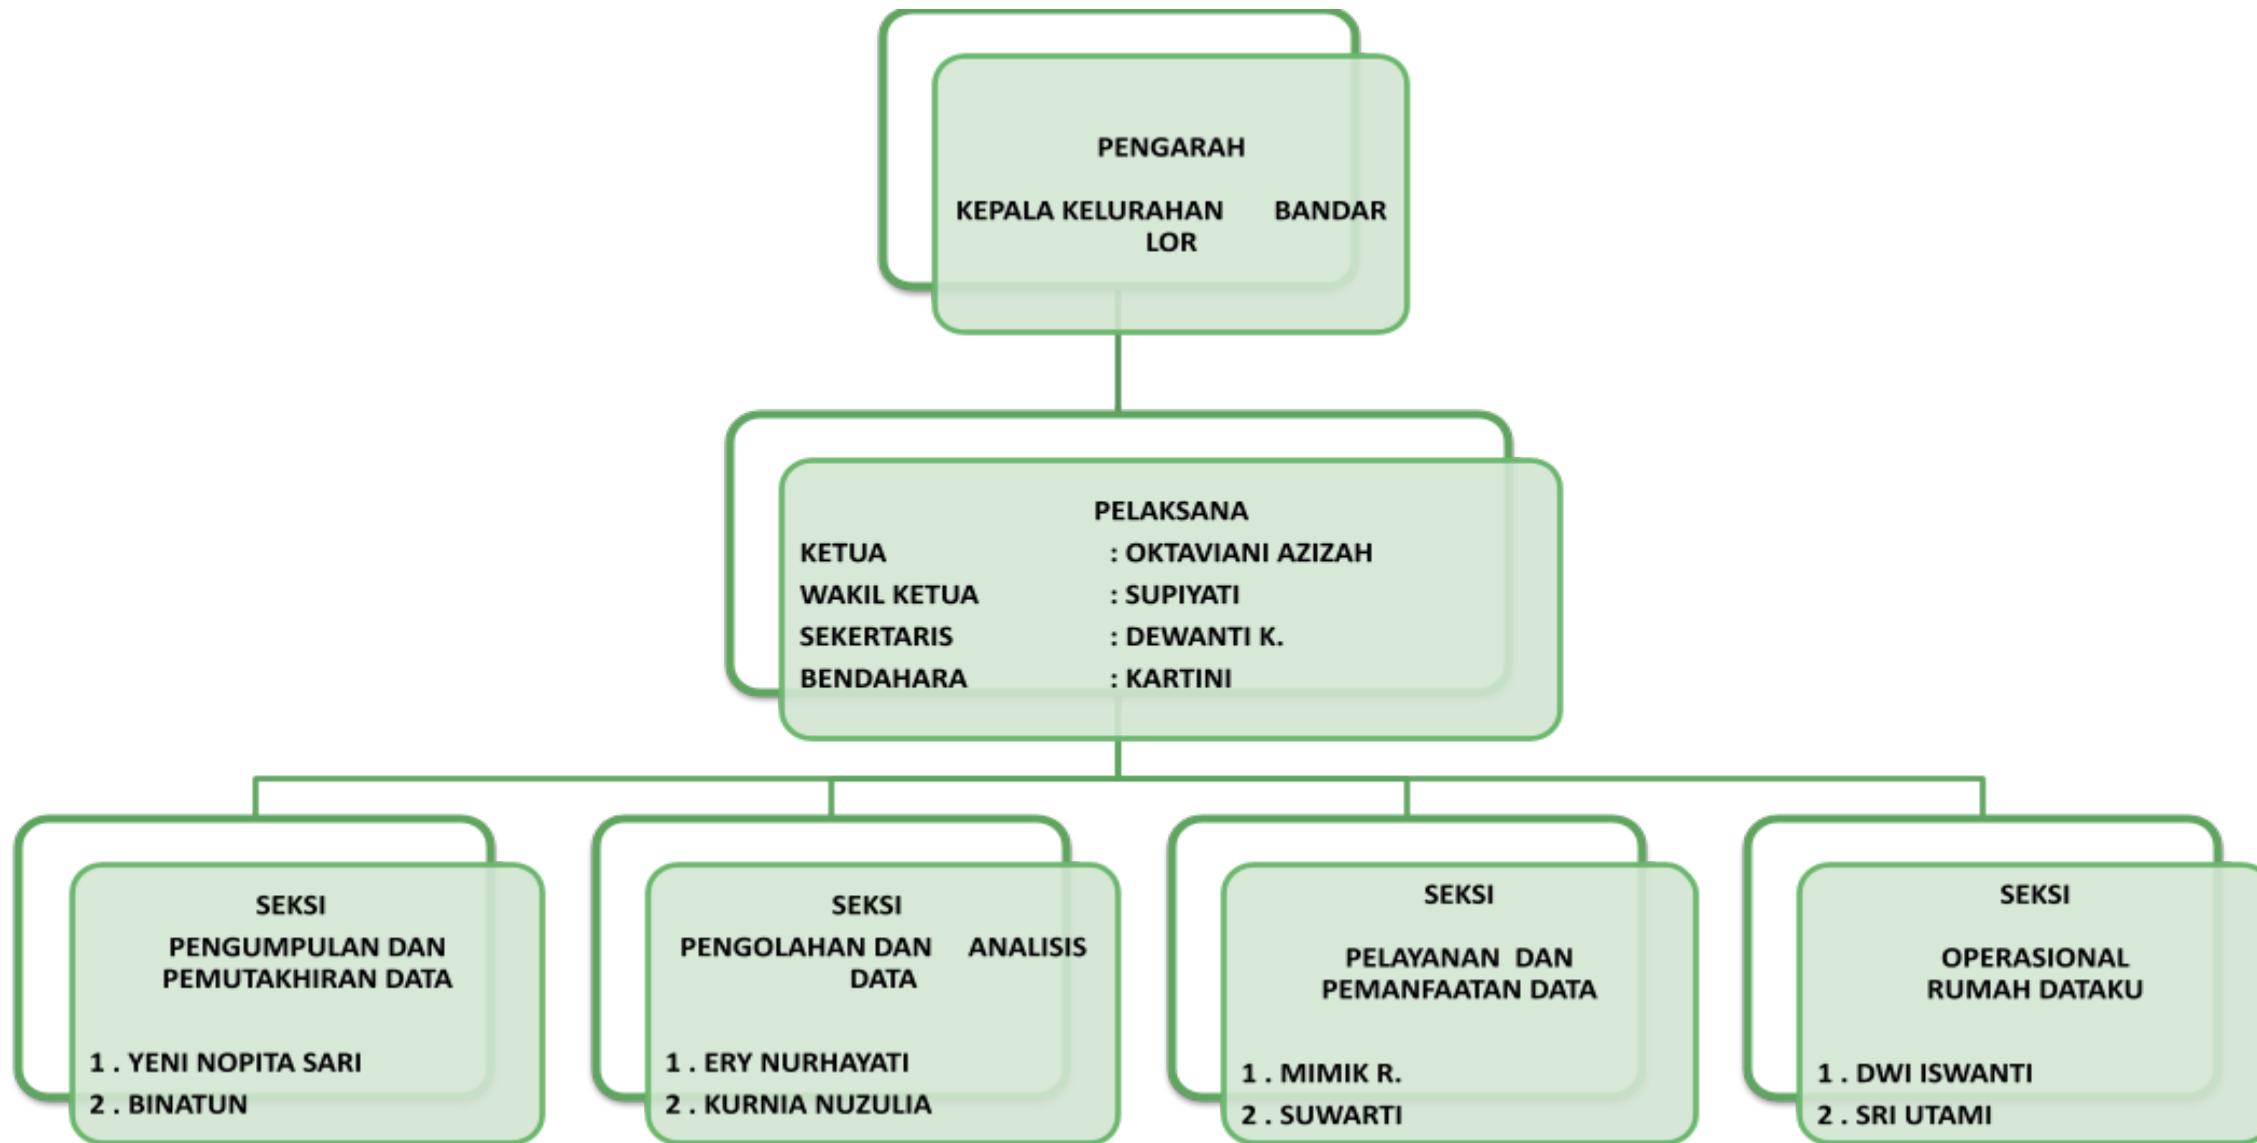 PENGARAH
KEPALA KELURAHAN BANDAR
LOR
PELAKSANA
KETUA : OKTAVIANI AZIZAH
WAKIL KETUA : SUPIYATI
SEKERTARIS : DEWANTI K.
BENDAHARA : KARTINI
SEKSI
PENGUMPULAN DAN
PEMUTAKHIRAN DATA
1 . YENI NOPITA SARI
2 . BINATUN
SEKSI
PENGOLAHAN DAN ANALISIS
DATA
1 . ERY NURHAYATI
2 . KURNIA NUZULIA
SEKSI
PELAYANAN DAN
PEMANFAATAN DATA
1 . MIMIK R.
2 . SUWARTI
SEKSI
OPERASIONAL
RUMAH DATAKU
1 . DWI ISWANTI
2 . SRI UTAMI